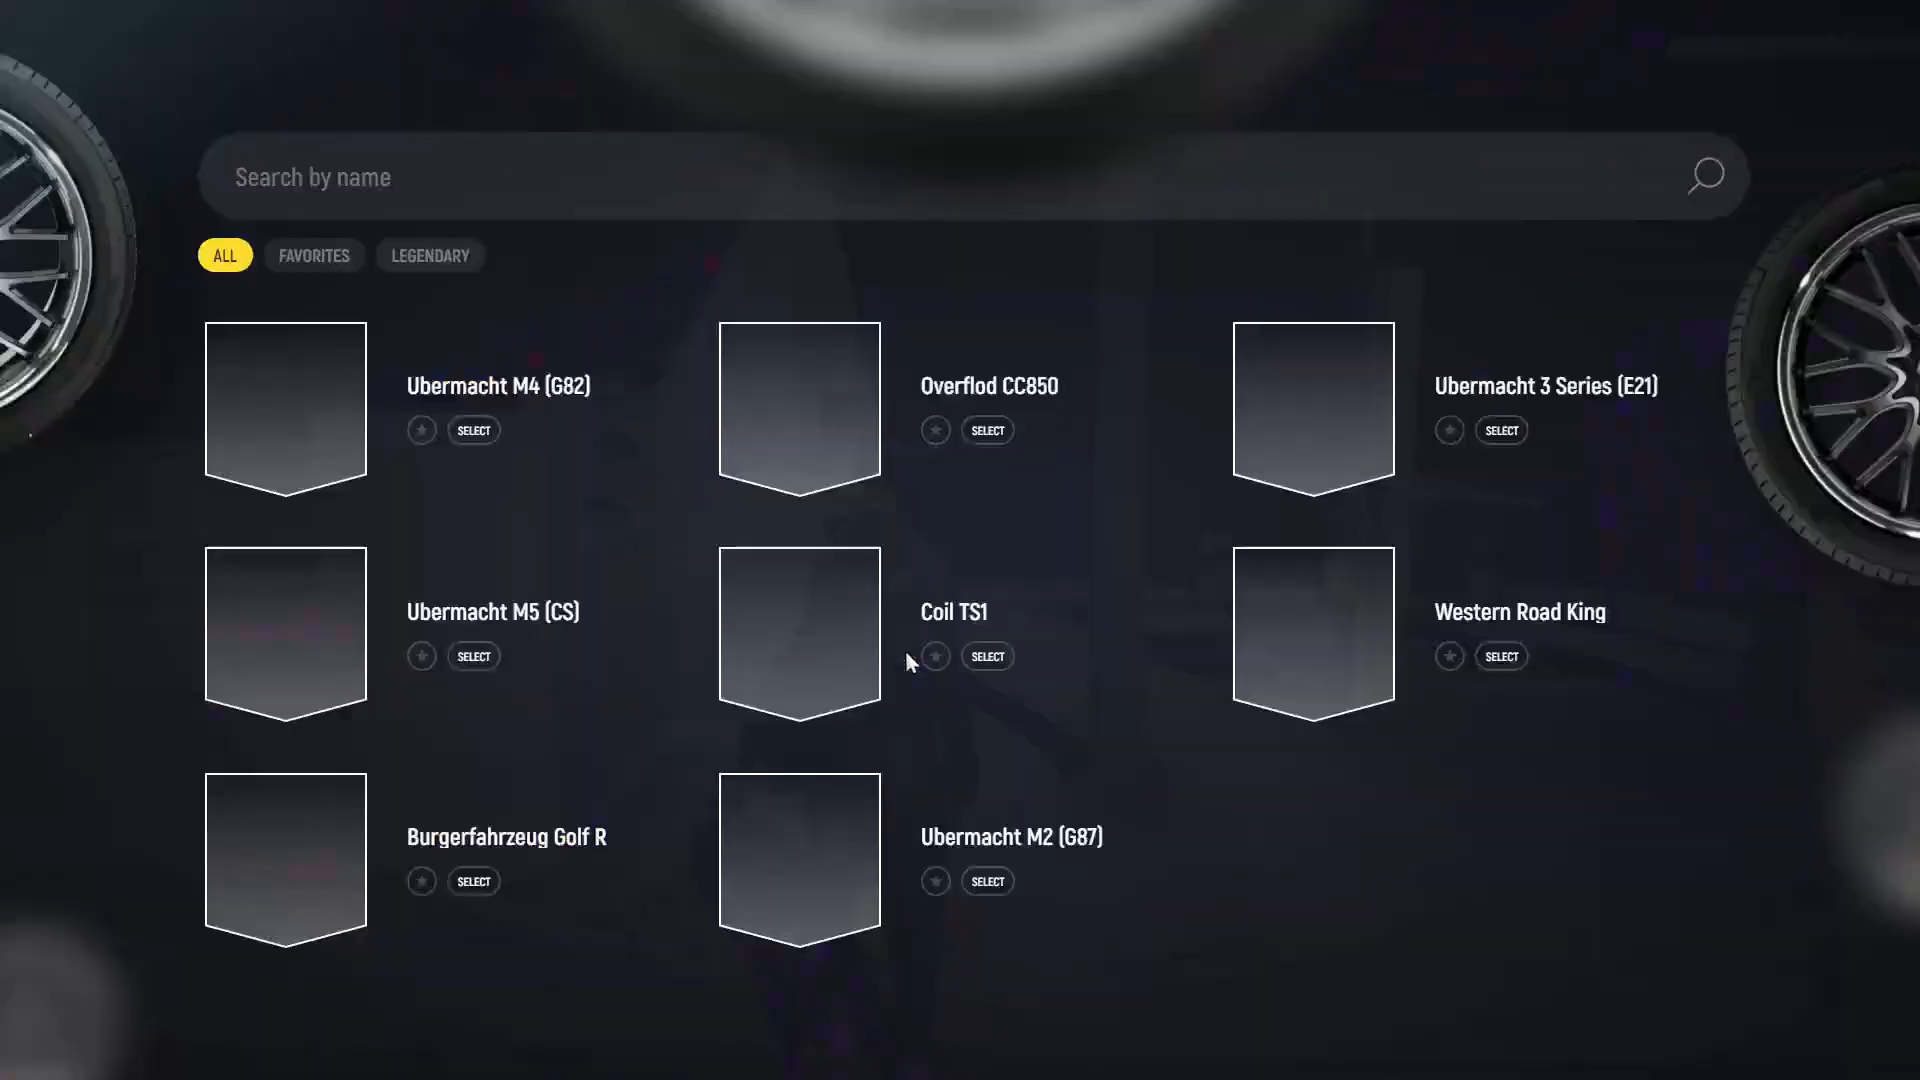 Search by name
ALL FAVORITES LEGENDARY
Ubermacht M4 (G82)
SELECT
Overflod CC850
SELECT
Ubermacht 3 Series (E21)
SELECT
Ubermacht M5 (CS)
SELECT
Coil TS1
SELECT
Western Road King
SELECT
Burgerfahrzeug Golf R
SELECT
Ubermacht M2 (G87)
SELECT